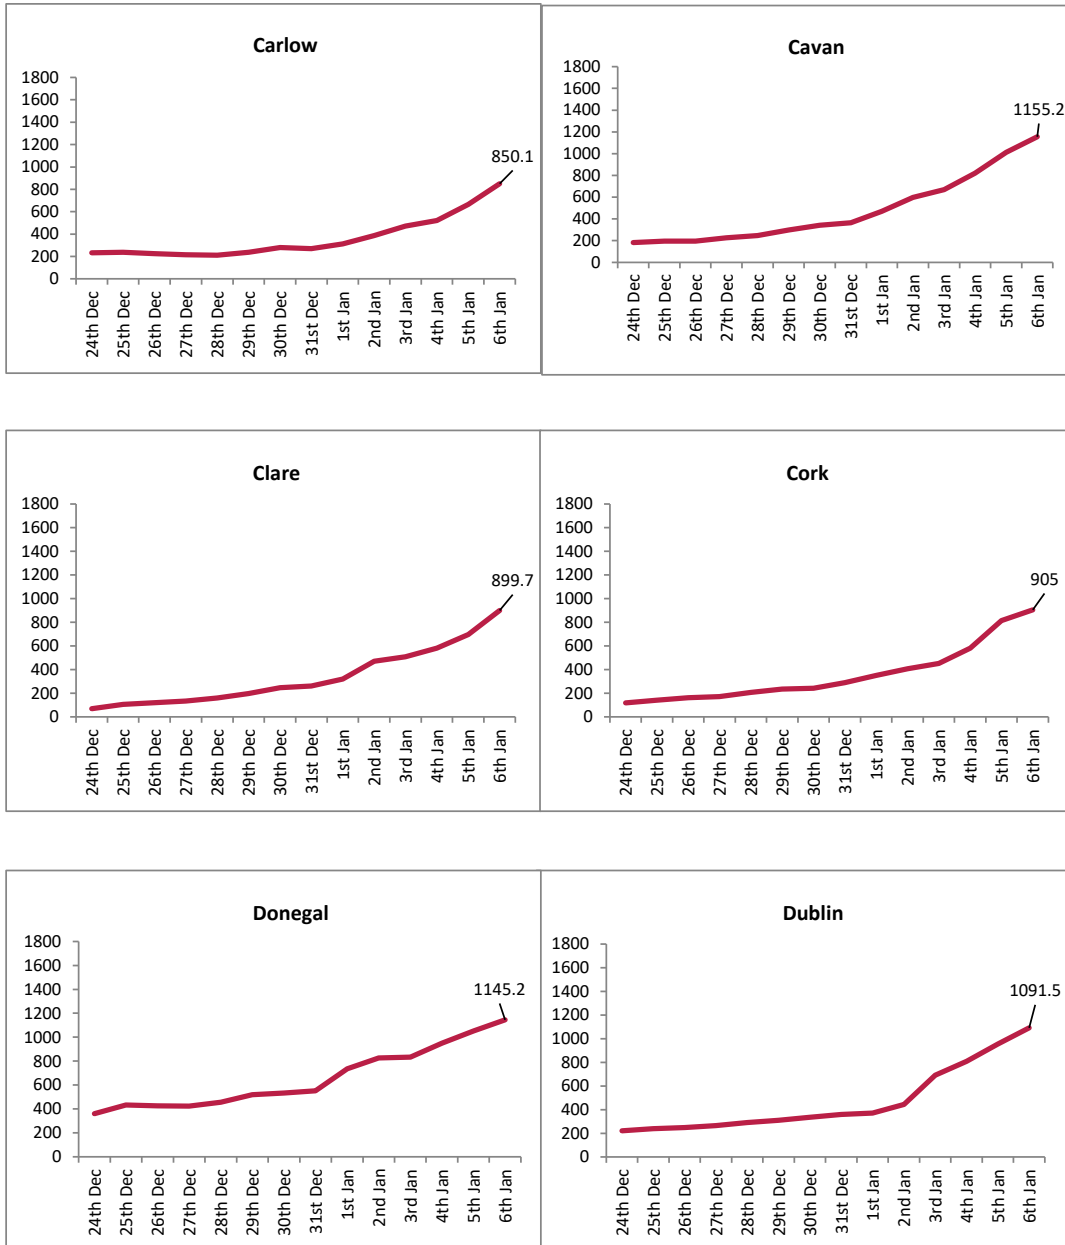 Carlow
1800
1600
1400
1200
1000
800
600
400
200
0
850.1
24th Dec
25th Dec
26th Dec
27th Dec
28th Dec
29th Dec
30th Dec
31st Dec
1st Jan
2nd Jan
3rd Jan
4th Jan
5th Jan
6th Jan
Cavan
1800
1600
1400
1200
1000
800
600
400
200
0
1155.2
24th Dec
25th Dec
26th Dec
27th Dec
28th Dec
29th Dec
30th Dec
31st Dec
1st Jan
2nd Jan
3rd Jan
4th Jan
5th Jan
6th Jan
Clare
1800
1600
1400
1200
1000
800
600
400
200
0
899.7
24th Dec
25th Dec
26th Dec
27th Dec
28th Dec
29th Dec
30th Dec
31st Dec
1st Jan
2nd Jan
3rd Jan
4th Jan
5th Jan
6th Jan
Cork
1800
1600
1400
1200
1000
800
600
400
200
0
905
24th Dec
25th Dec
26th Dec
27th Dec
28th Dec
29th Dec
30th Dec
31st Dec
1st Jan
2nd Jan
3rd Jan
4th Jan
5th Jan
6th Jan
Donegal
1800
1600
1400
1200
1000
800
600
400
200
0
1145.2
24th Dec
25th Dec
26th Dec
27th Dec
28th Dec
29th Dec
30th Dec
31st Dec
1st Jan
2nd Jan
3rd Jan
4th Jan
5th Jan
6th Jan
Dublin
1800
1600
1400
1200
1000
800
600
400
200
0
1091.5
24th Dec
25th Dec
26th Dec
27th Dec
28th Dec
29th Dec
30th Dec
31st Dec
1st Jan
2nd Jan
3rd Jan
4th Jan
5th Jan
6th Jan